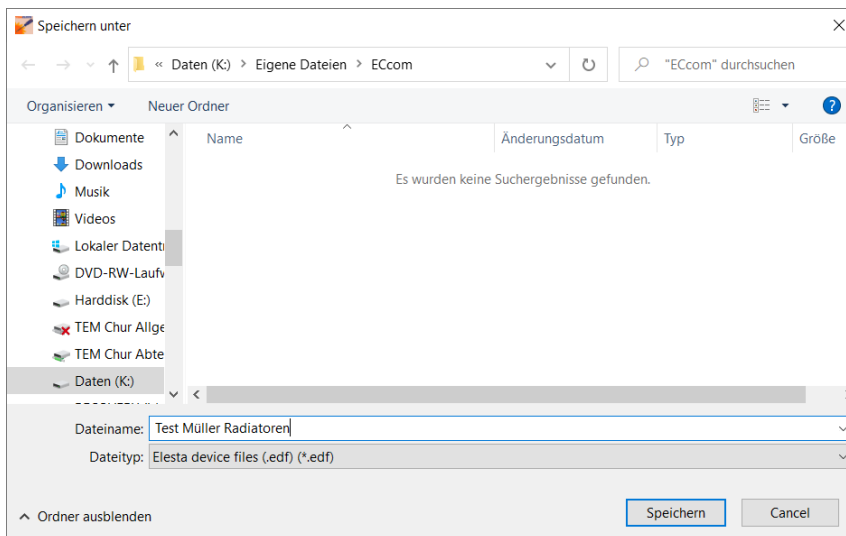 Speichern unter
« Daten (K:) > Eigene Dateien > ECcom
"ECcom" durchsuchen
Organisieren
Neuer Ordner
Name
Änderungsdatum
Typ
Größe
Es wurden keine Suchergebnisse gefunden.
Dokumente
Downloads
Musik
Videos
Lokaler Datentr
DVD-RW-Laufw
Harddisk (E:)
TEM Chur Allge
TEM Chur Abte
Daten (K:)
Dateiname: Test Müller Radiatoren
Dateityp: Elesta device files (.edf) (*.edf)
Ordner ausblenden
Speichern
Cancel